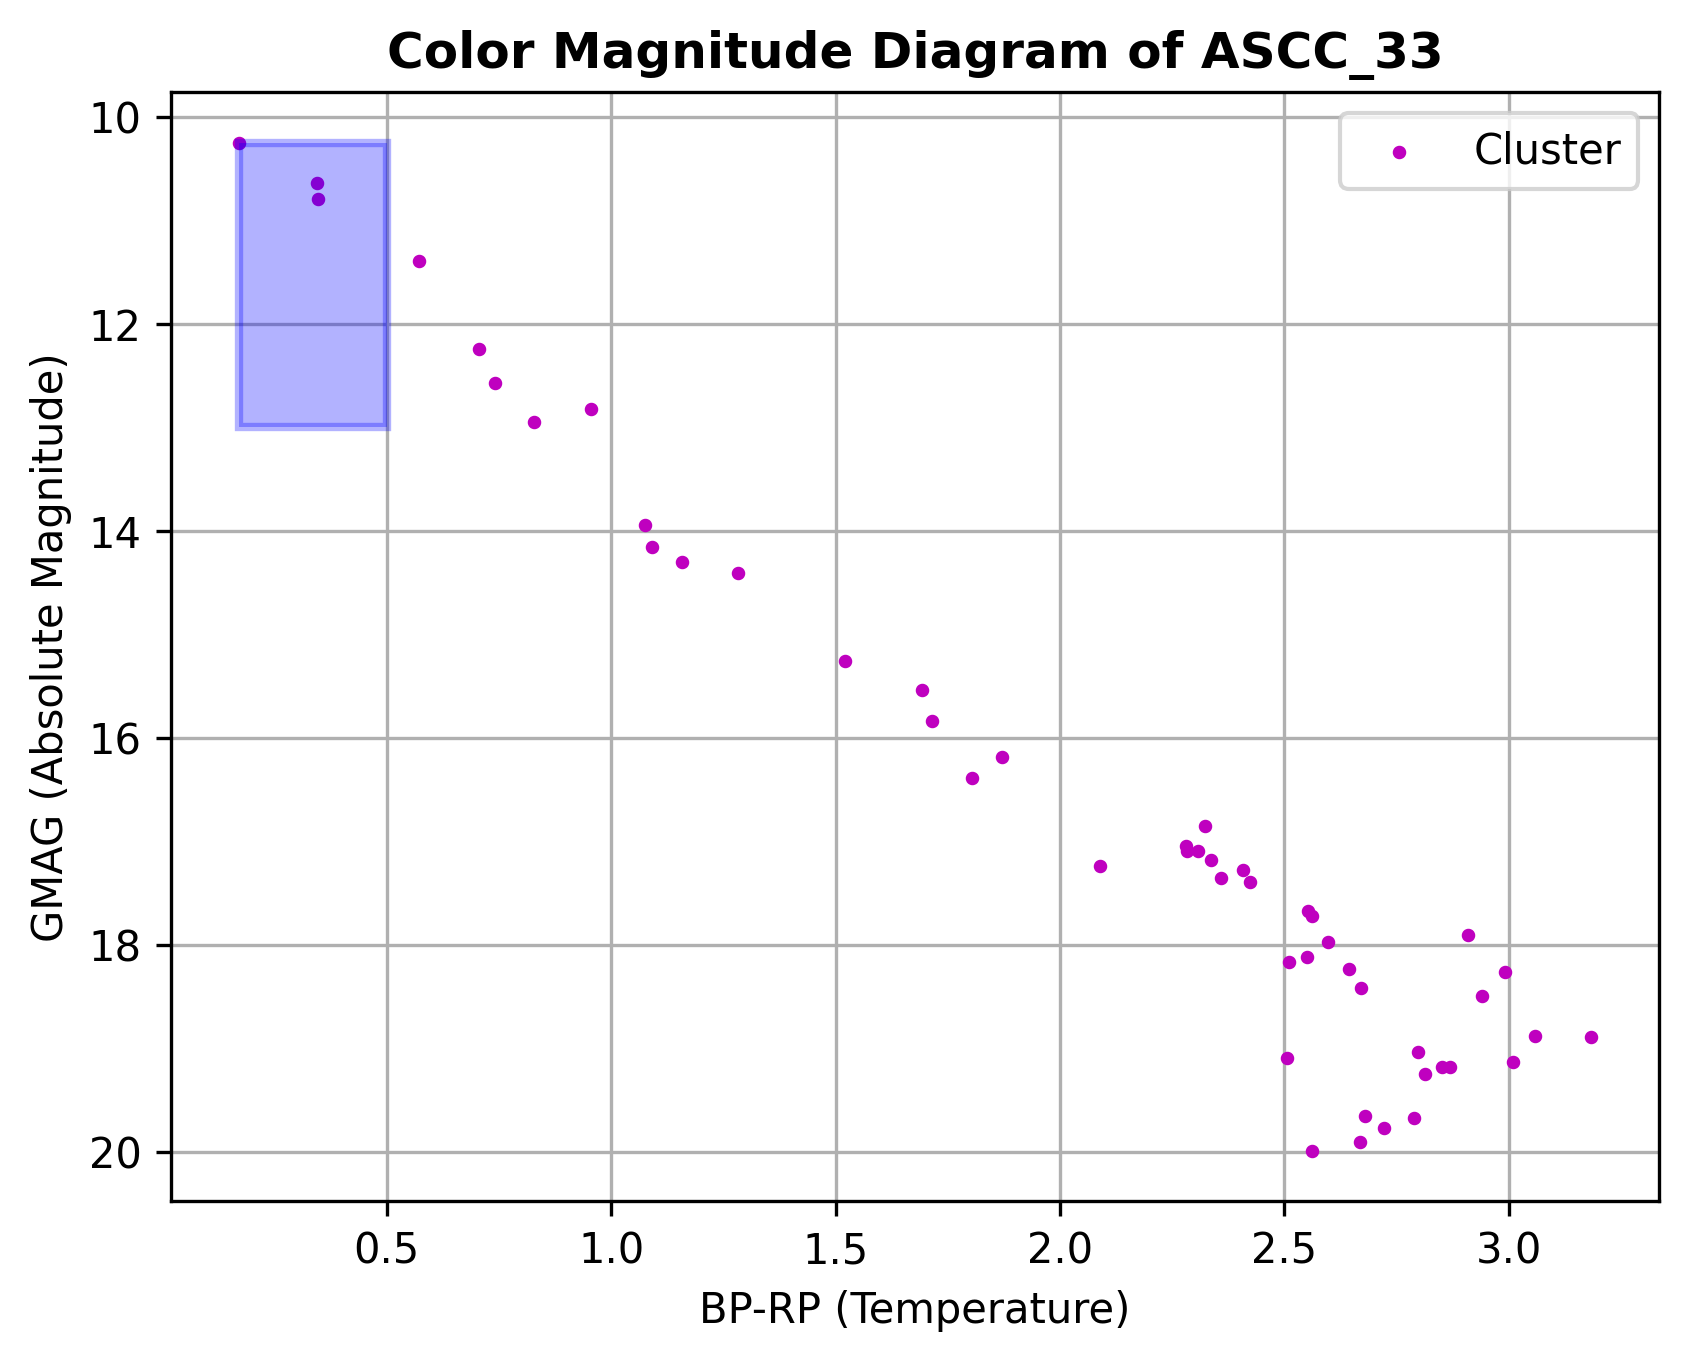 Color Magnitude Diagram of ASCC_33
Cluster
GMAG (Absolute Magnitude)
10
12
14
16
18
20
0.5 1.0 1.5 2.0 2.5 3.0
BP-RP (Temperature)